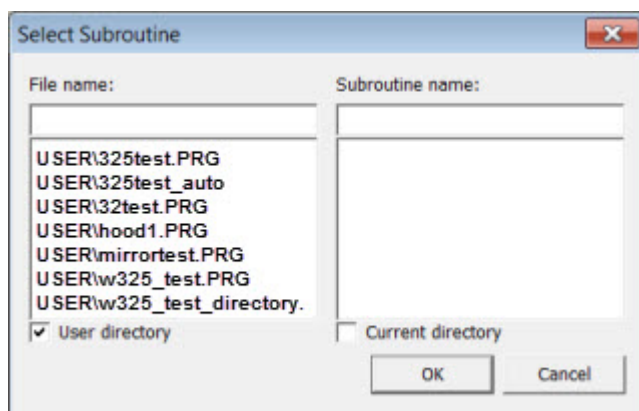 Select Subroutine
File name:
Subroutine name:
USER\325test.PRG
USER\325test_auto
USER\32test.PRG
USER\hood1.PRG
USER\mirrortest.PRG
USER\w325_test.PRG
USER\w325_test_directory.
User directory
Current directory
OK
Cancel